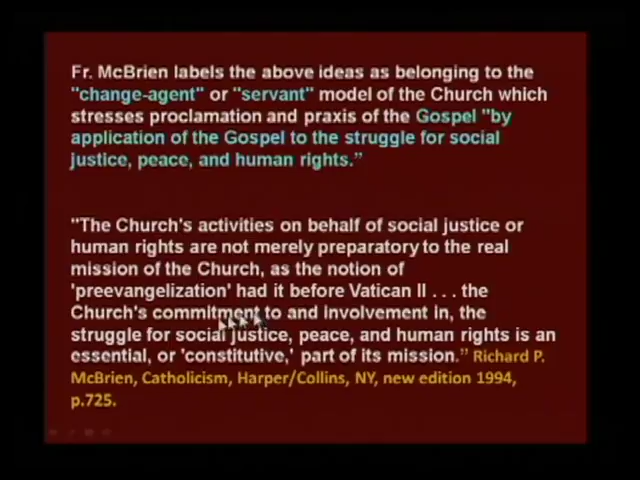 Fr. McBrien labels the above ideas as belonging to the
"change-agent" or "servant" model of the Church which
stresses proclamation and praxis of the Gospel "by
application of the Gospel to the struggle for social
justice, peace, and human rights.”
"The Church's activities on behalf of social justice or
human rights are not merely preparatory to the real
mission of the Church, as the notion of
'preevangelization' had it before Vatican II . . . the
Church's commitment to and involvement in, the
struggle for social justice, peace, and human rights is an
essential, or 'constitutive,' part of its mission.” Richard P.
McBrien, Catholicism, Harper/Collins, NY, new edition 1994,
p.725.